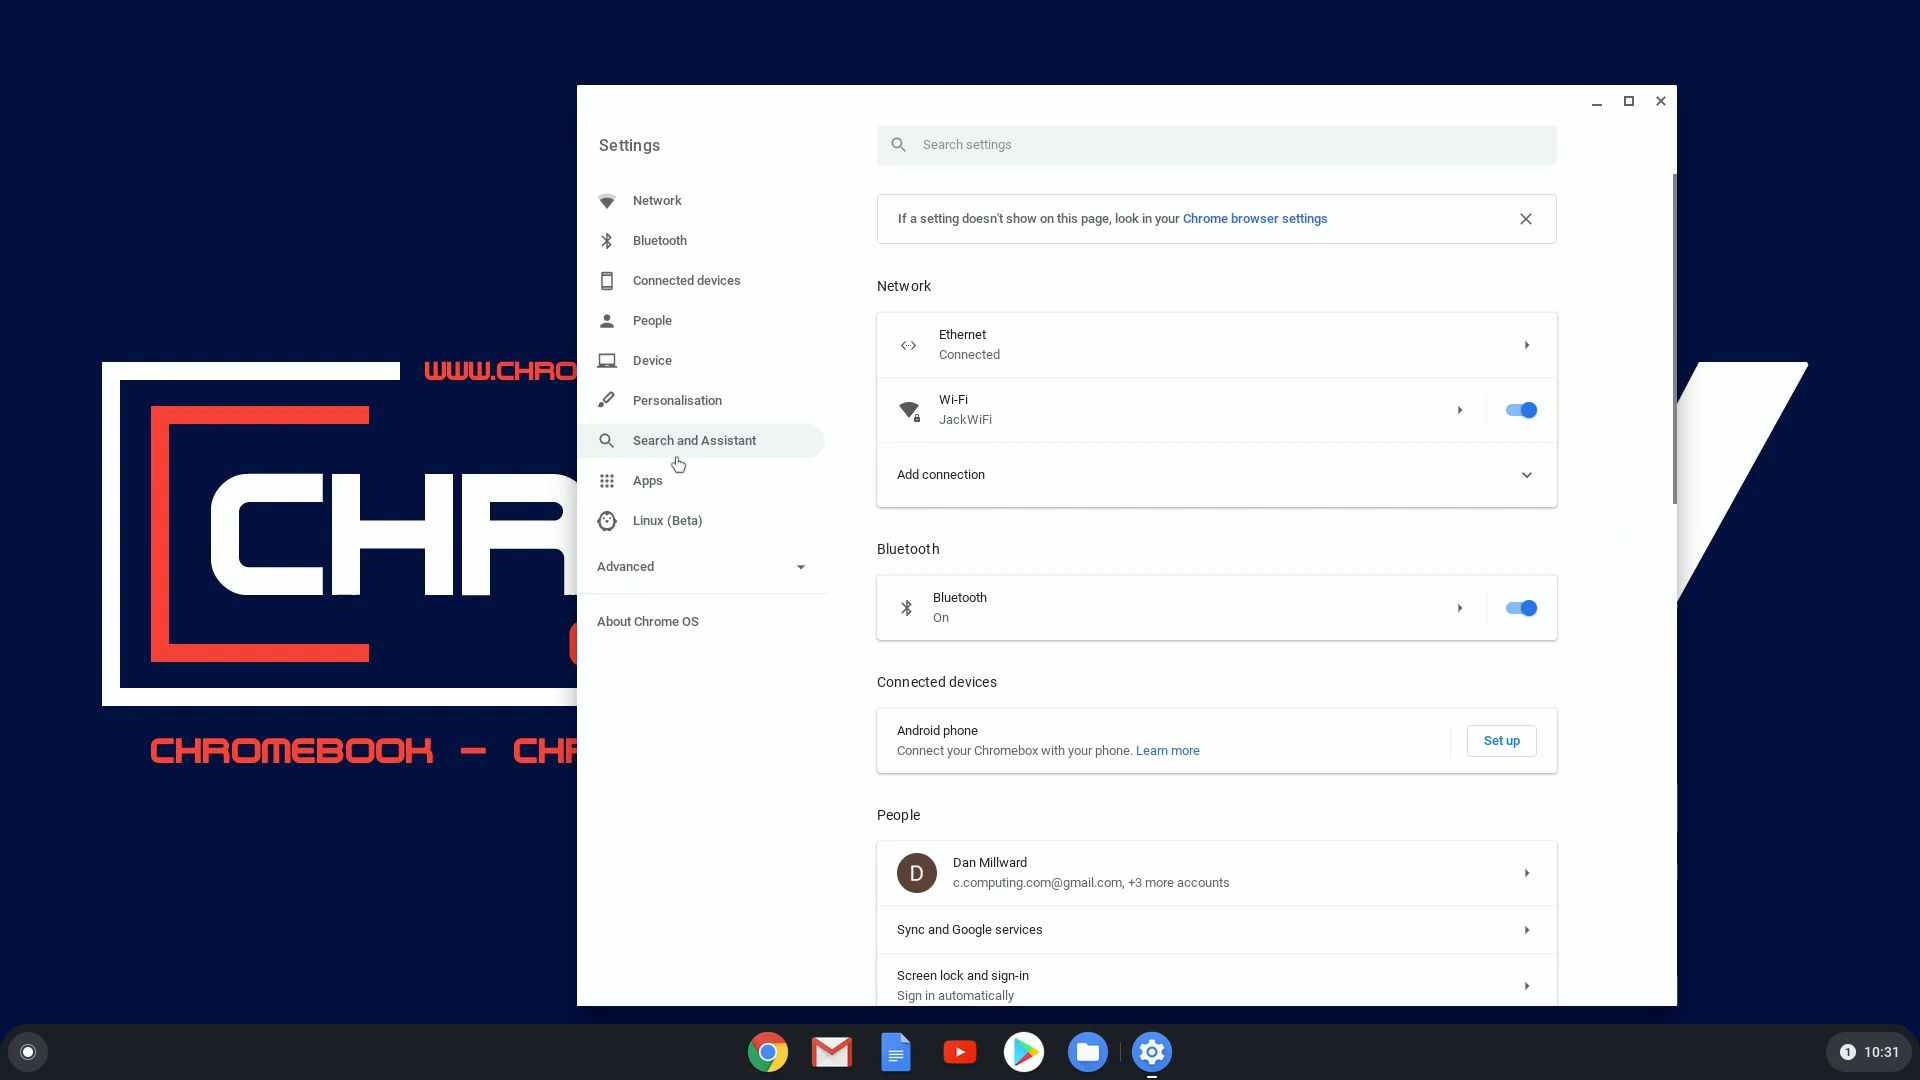 Settings
Search settings
Network
Bluetooth
Connected devices
People
Device
Personalisation
Search and Assistant
Apps
Linux (Beta)
Advanced
About Chrome OS
If a setting doesn't show on this page, look in your Chrome browser settings
Network
Ethernet
Connected
Wi-Fi
JackWiFi
Add connection
Bluetooth
Bluetooth
On
Connected devices
Android phone
Connect your Chromebox with your phone. Learn more
Set up
People
D
Dan Millward
c.computing.com@gmail.com, +3 more accounts
Sync and Google services
Screen lock and sign-in
Sign in automatically
WWW.CHRO
CHR
CHROMEBOOK – CHR
1
10:31